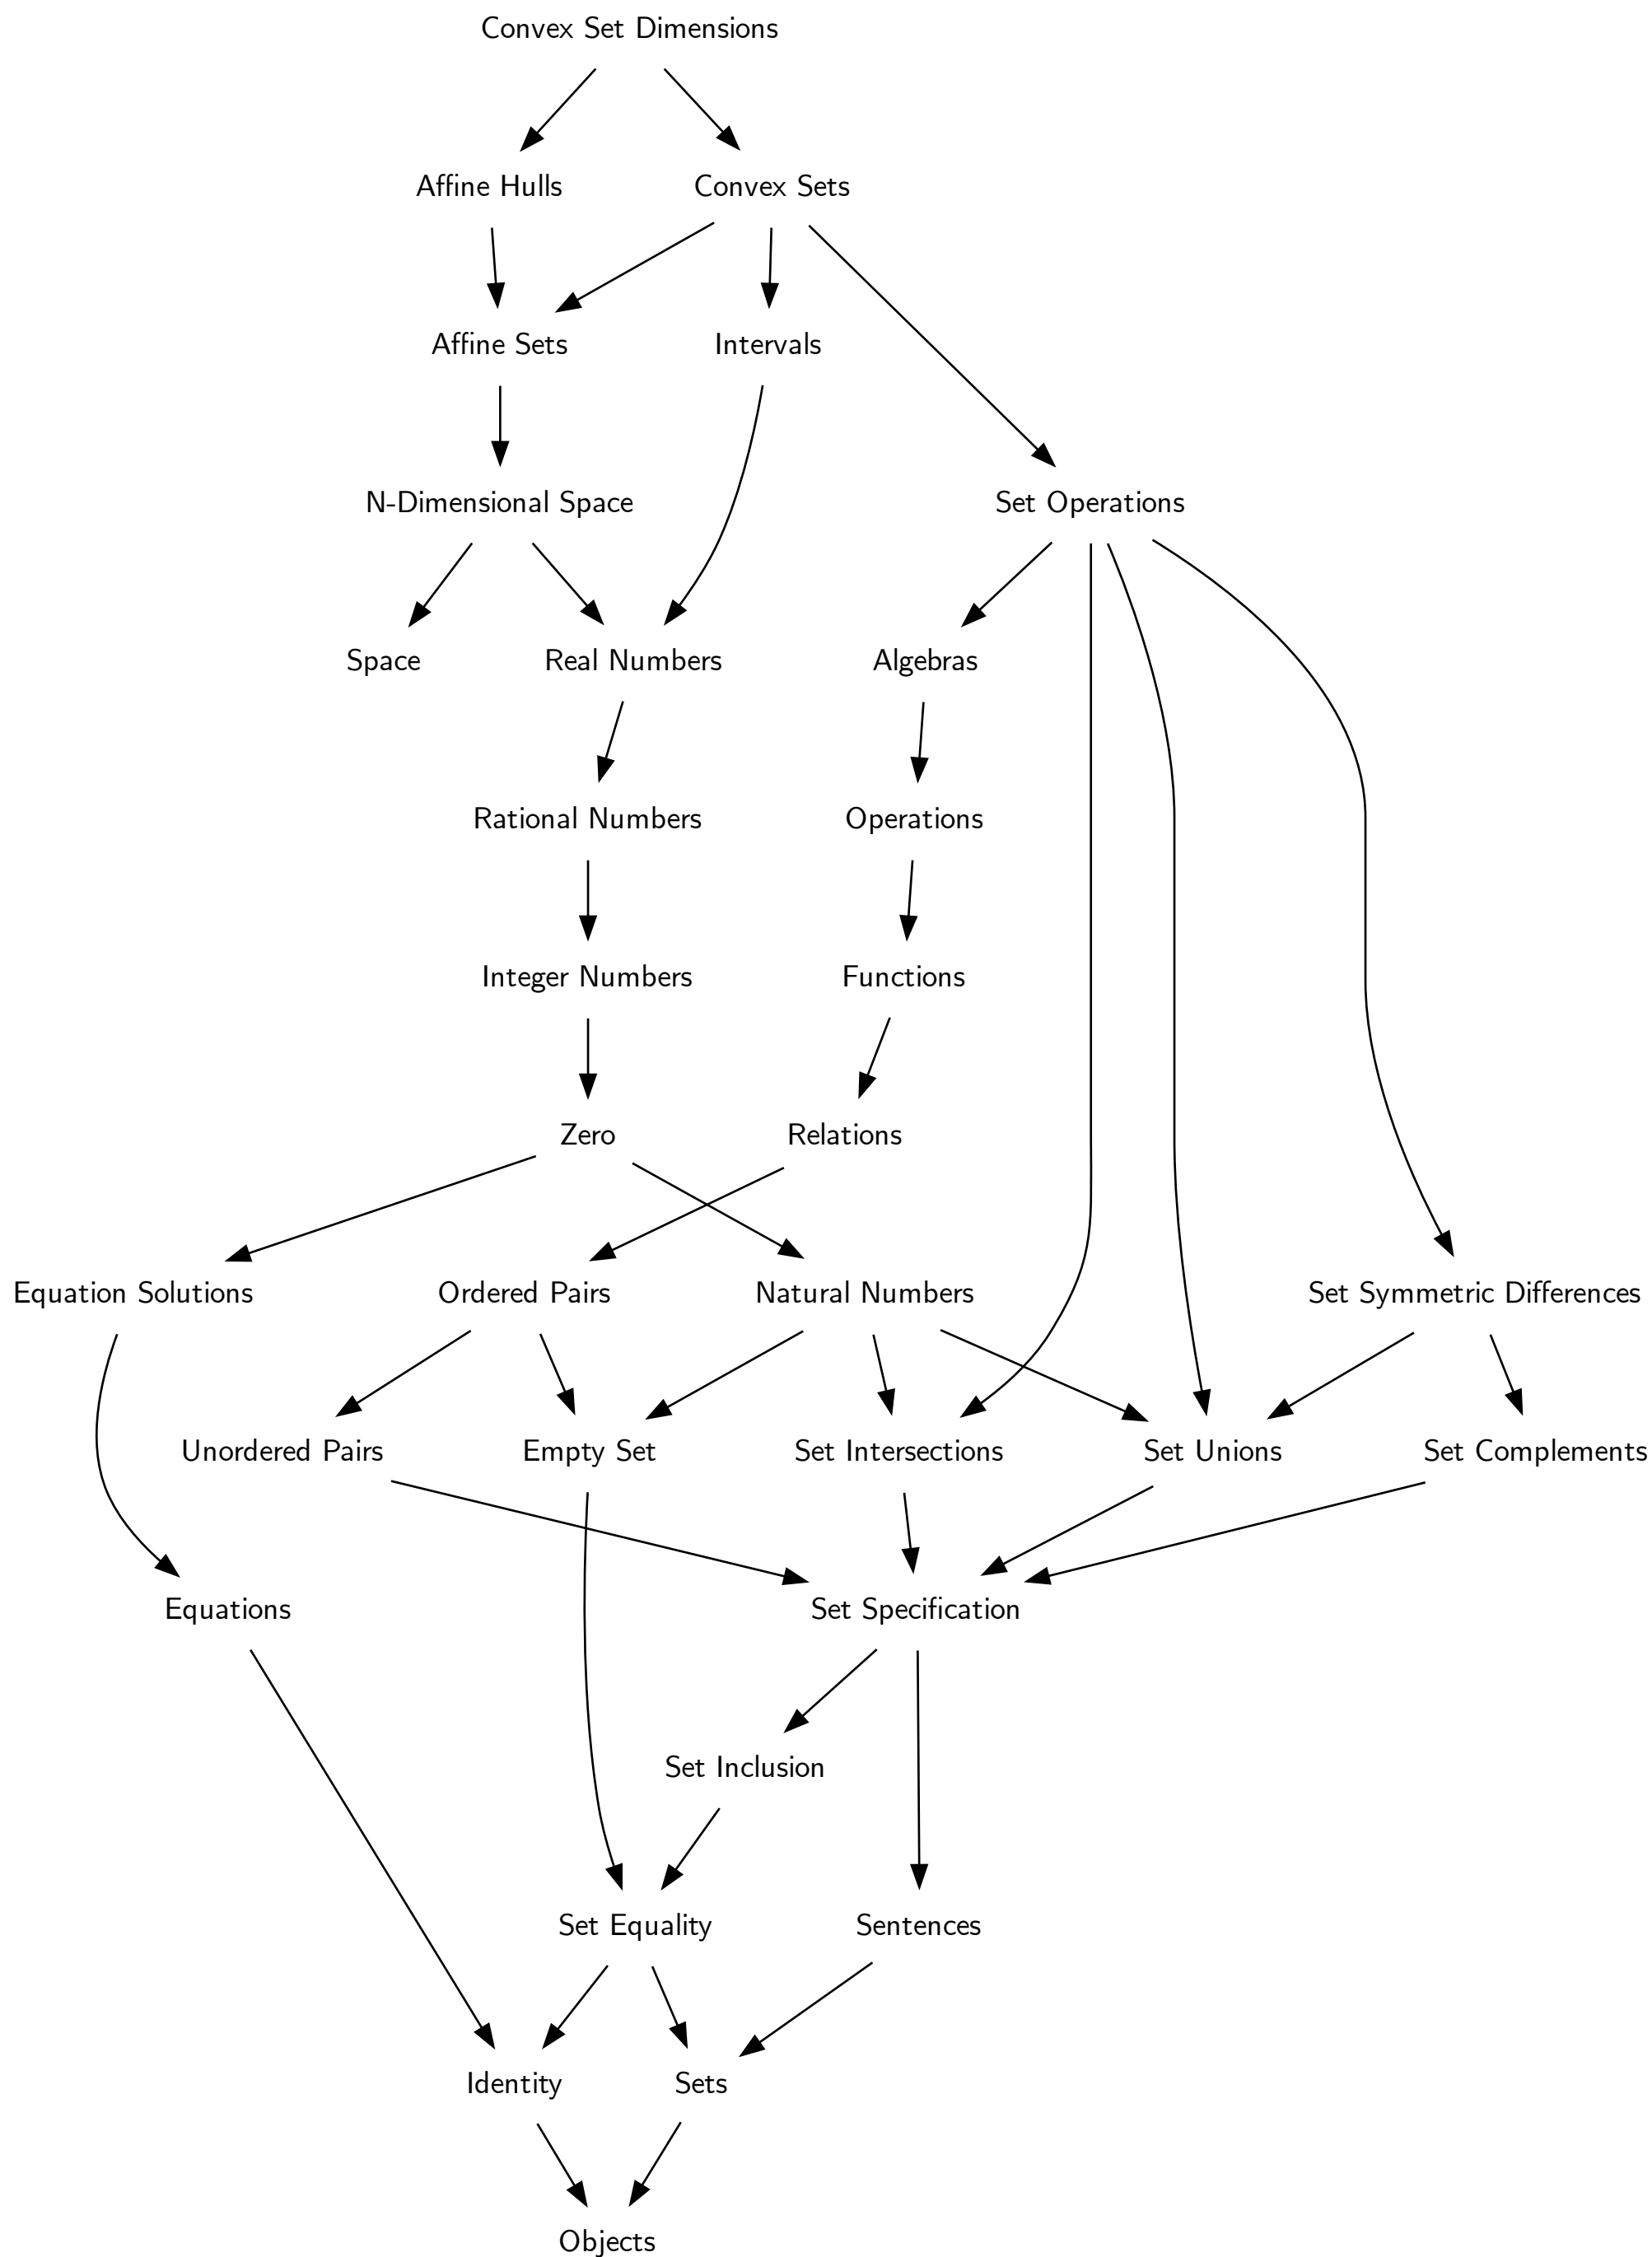 Convex Set Dimensions
Affine Hulls
Convex Sets
Affine Sets
Intervals
N-Dimensional Space
Set Operations
Space
Real Numbers
Algebras
Rational Numbers
Operations
Integer Numbers
Functions
Zero
Relations
Equation Solutions
Ordered Pairs
Natural Numbers
Set Symmetric Differences
Unordered Pairs
Empty Set
Set Intersections
Set Unions
Set Complements
Equations
Set Specification
Set Inclusion
Set Equality
Sentences
Identity
Sets
Objects